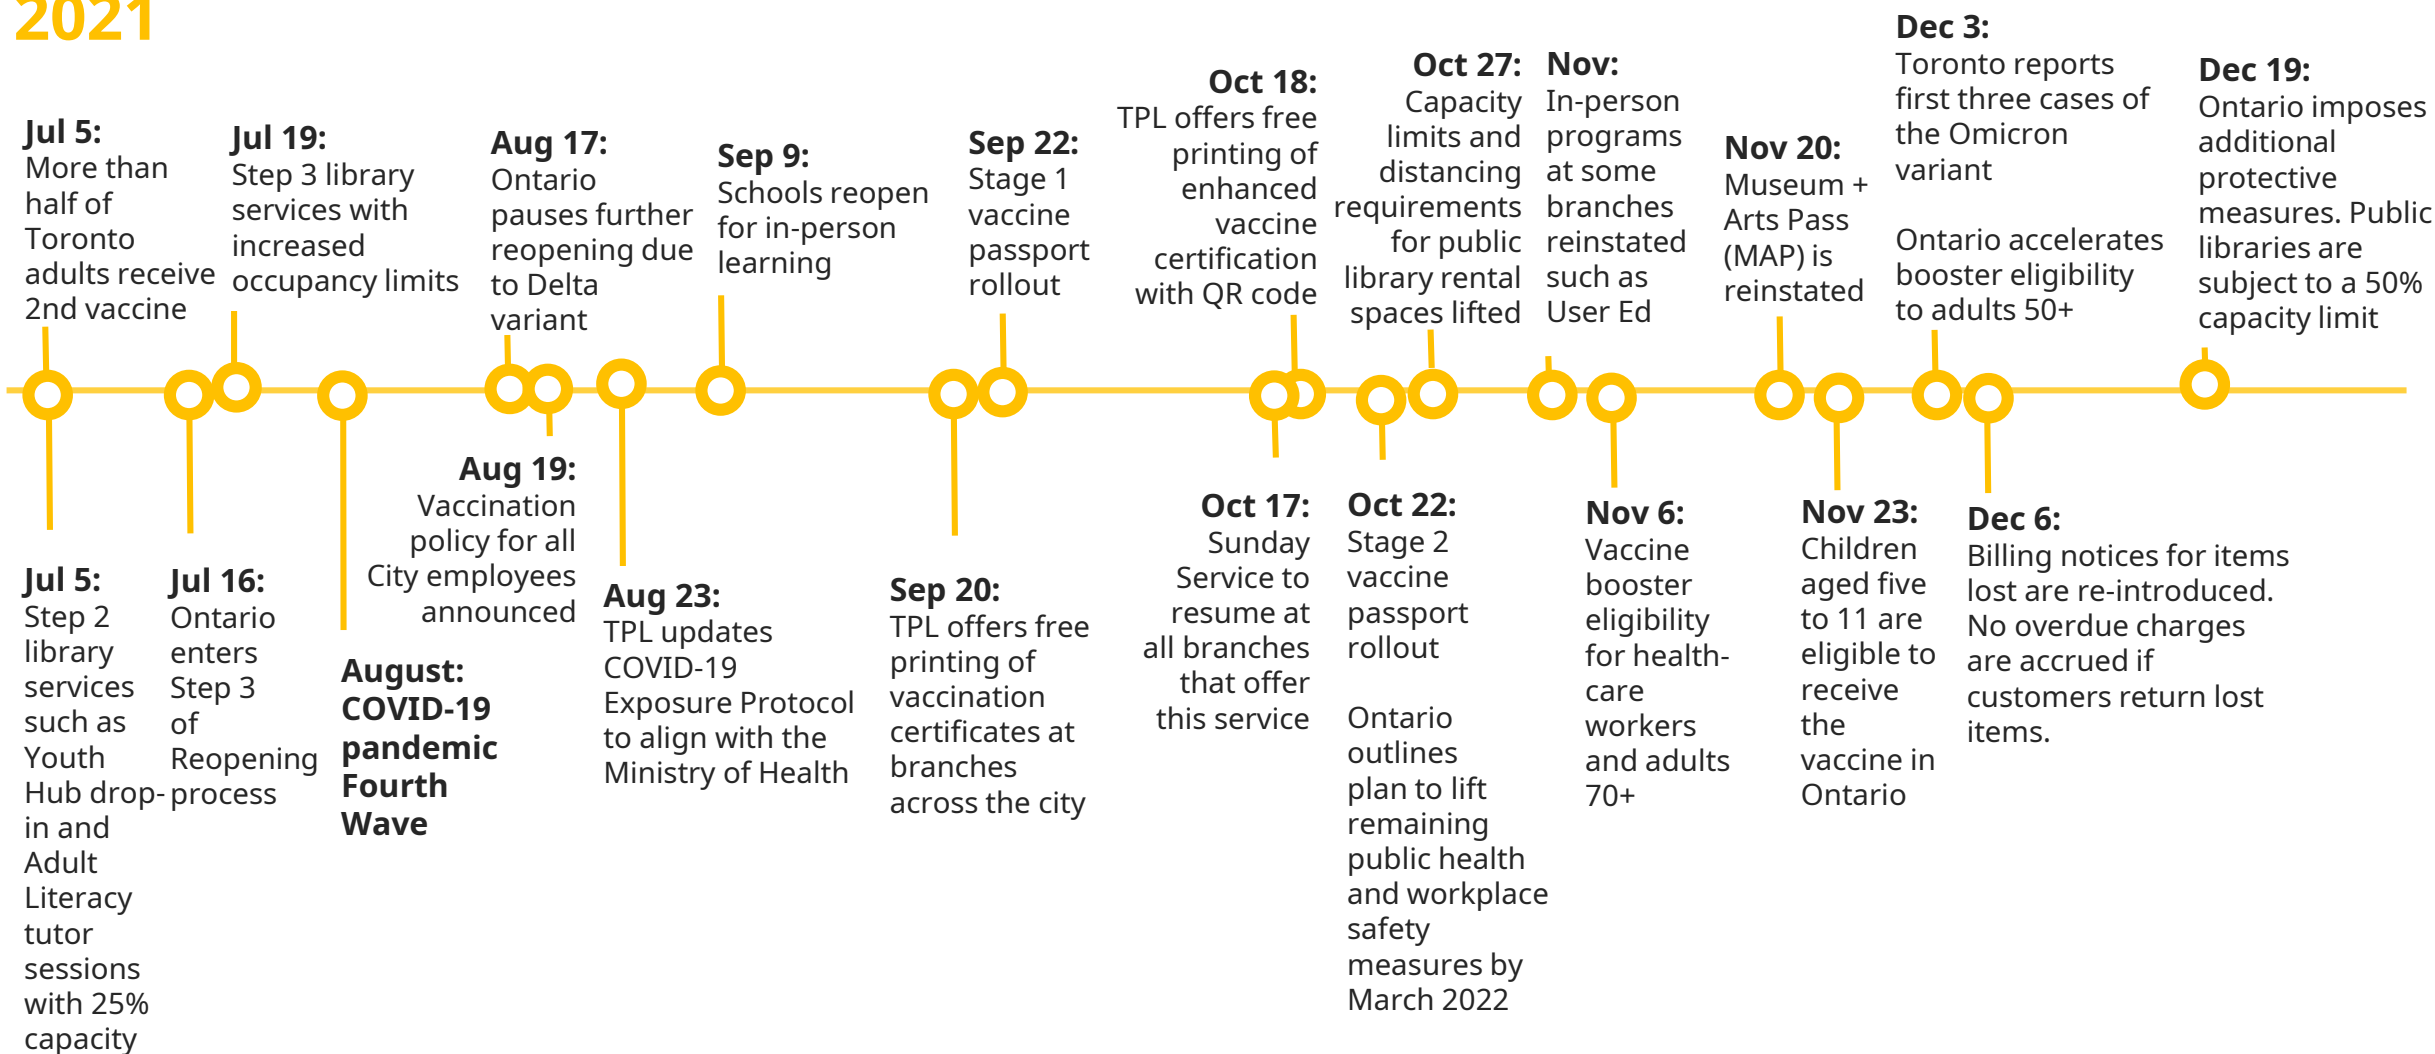 2021
Jul 5:
More than
half of
Toronto
adults receive
2nd vaccine
Jul 19:
Step 3 library
services with
increased
occupancy limits
Aug 17:
Ontario
pauses further
reopening due
to Delta
variant
Sep 9:
Schools reopen
for in-person
learning
Sep 22:
Stage 1
vaccine
passport
rollout
Oct 18:
TPL offers free
printing of
enhanced
vaccine
certification
with QR code
Oct 27:
Capacity
limits and
distancing
requirements
for public
library rental
spaces lifted
Nov:
In-person
programs
at some
branches
reinstated
such as
User Ed
Nov 20:
Museum +
Arts Pass
(MAP) is
reinstated
Dec 3:
Toronto reports
first three cases of
the Omicron
variant
Ontario accelerates
booster eligibility
to adults 50+
Dec 19:
Ontario imposes
additional
protective
measures. Public
libraries are
subject to a 50%
capacity limit
Jul 5:
Step 2
library
services
such as
Youth
Hub drop-
in and
Adult
Literacy
tutor
sessions
with 25%
capacity
Jul 16:
Ontario
enters
Step 3
of
Reopening
process
August:
COVID-19
pandemic
Fourth
Wave
Aug 19:
Vaccination
policy for all
City employees
announced
Aug 23:
TPL updates
COVID-19
Exposure Protocol
to align with the
Ministry of Health
Sep 20:
TPL offers free
printing of
vaccination
certificates at
branches
across the city
Oct 17:
Sunday
Service to
resume at
all branches
that offer
this service
Oct 22:
Stage 2
vaccine
passport
rollout
Ontario
outlines
plan to lift
remaining
public health
and workplace
safety
measures by
March 2022
Nov 6:
Vaccine
booster
eligibility
for health-
care
workers
and adults
70+
Nov 23:
Children
aged five
to 11 are
eligible to
receive
the
vaccine in
Ontario
Dec 6:
Billing notices for items
lost are re-introduced.
No overdue charges
are accrued if
customers return lost
items.